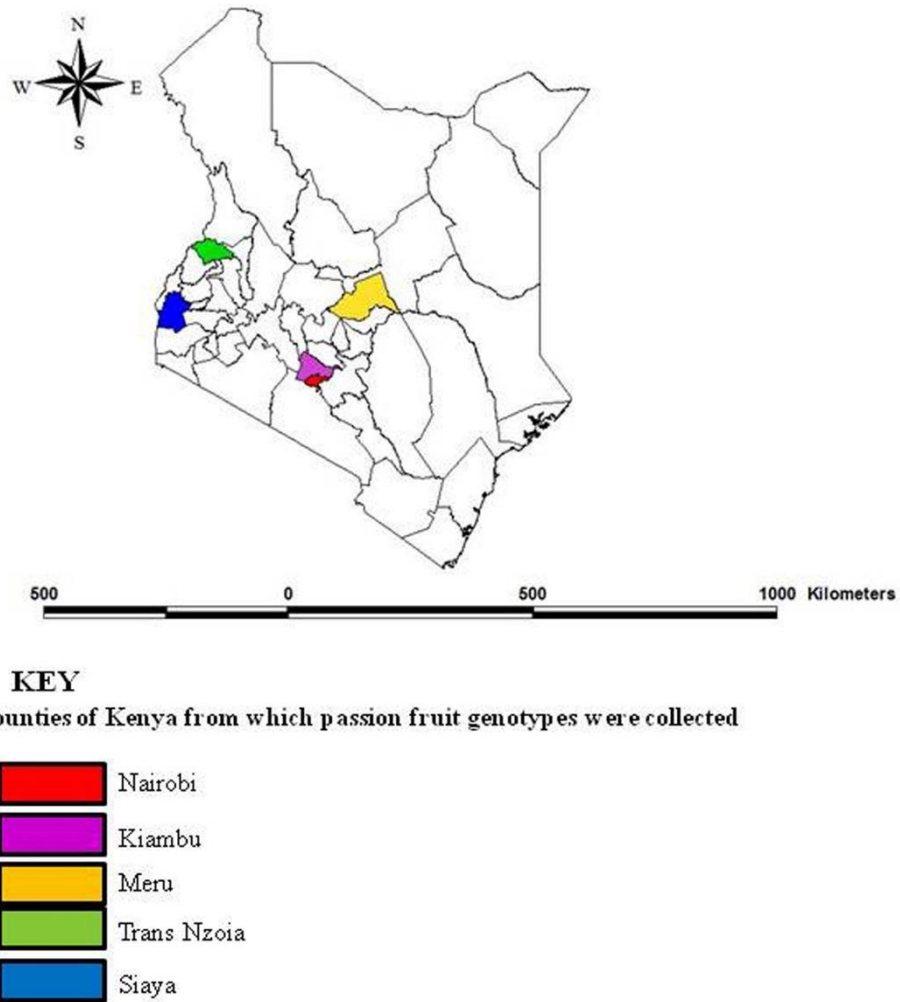 N
W E
S
500 0 500 1000 Kilometers
KEY
ounties of Kenya from which passion fruit genotypes were collected
Nairobi
Kiambu
Meru
Trans Nzoia
Siaya